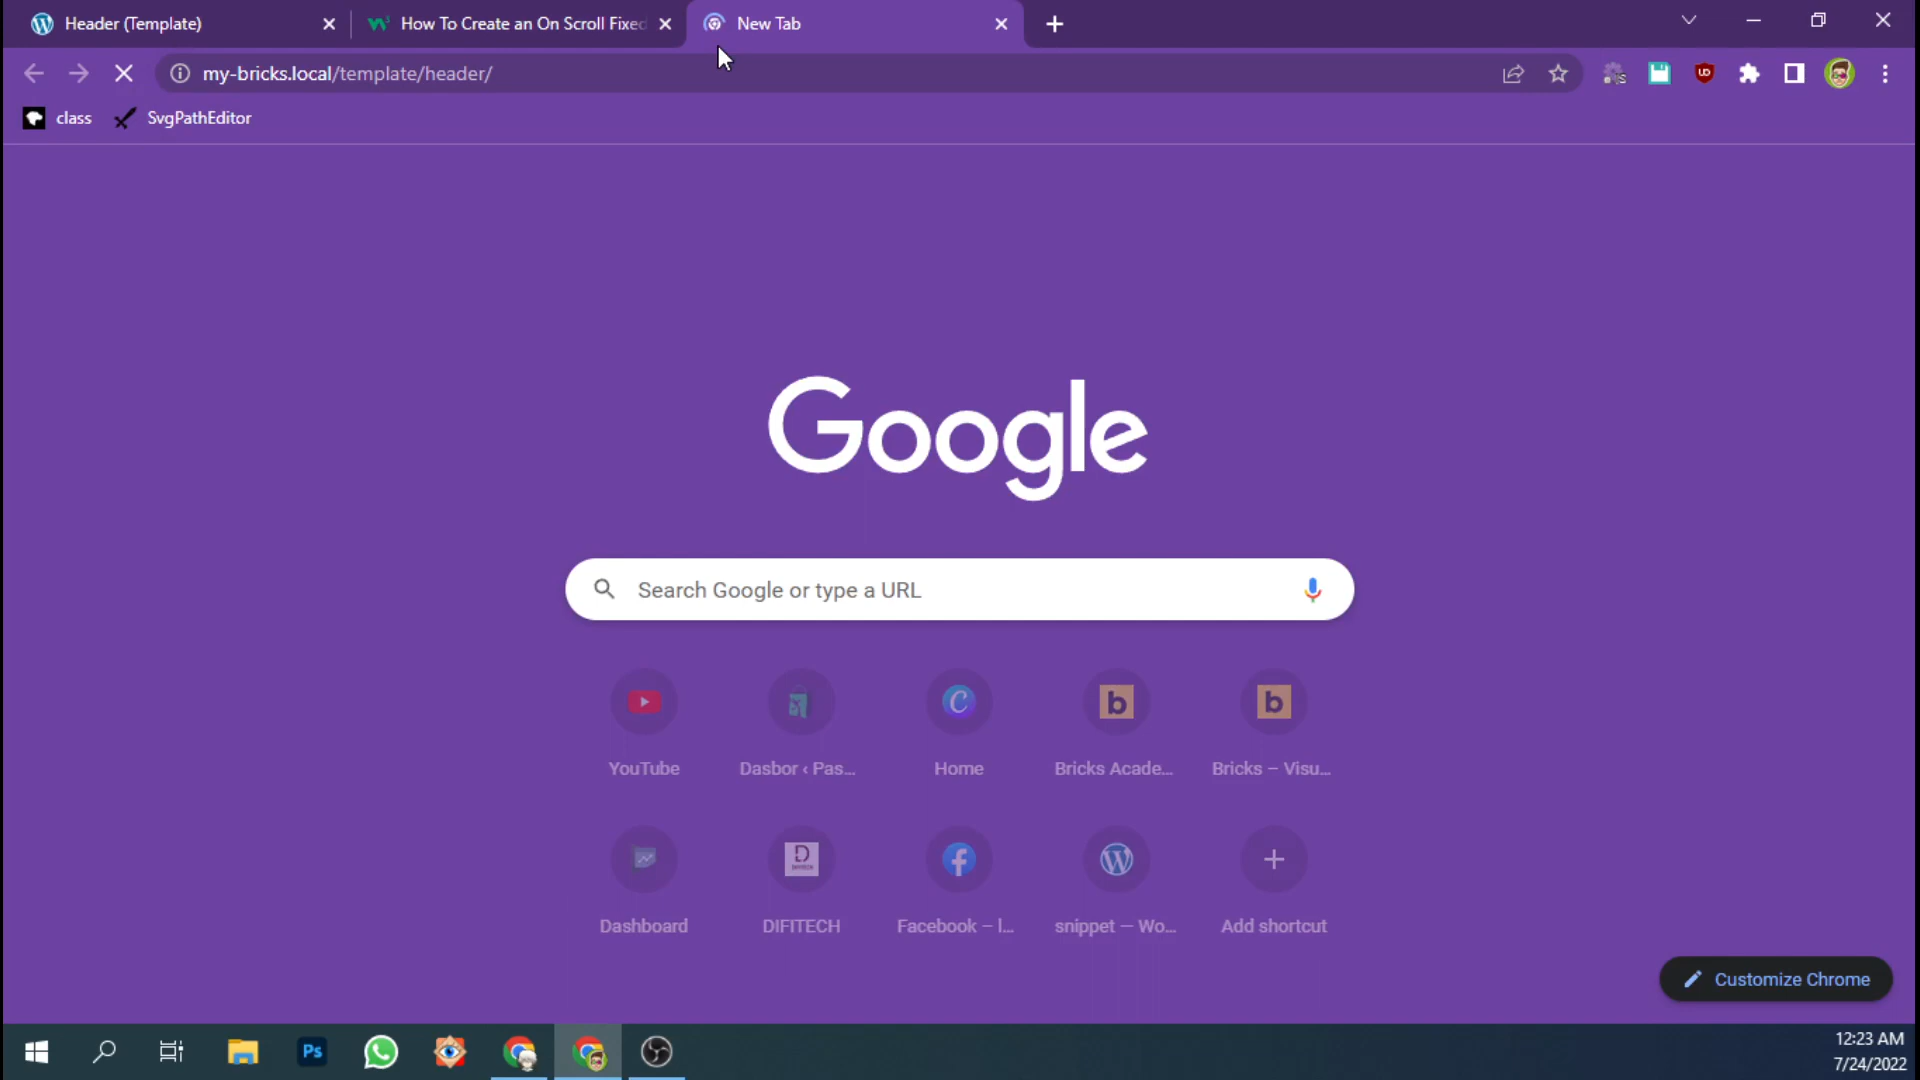 Header (Template)
How To Create an On Scroll Fixed
New Tab
my-bricks.local/template/header/
class
SvgPathEditor
Google
Search Google or type a URL
YouTube
Dasbor ‹ Pas...
Home
Bricks Acade...
Bricks – Visu...
Dashboard
DIFITECH
Facebook – l...
snippet — Wo...
Add shortcut
Customize Chrome
Ps
12:23 AM
7/24/2022